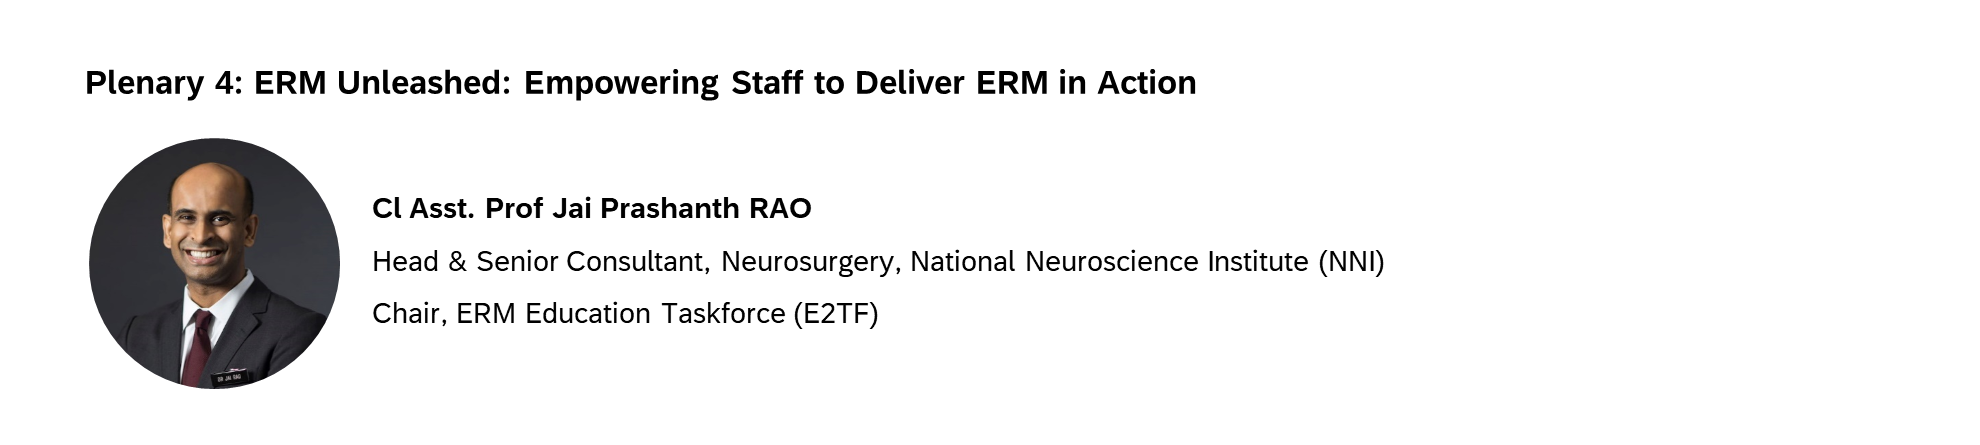 Plenary 4: ERM Unleashed: Empowering Staff to Deliver ERM in Action
Cl Asst. Prof Jai Prashanth RAO
Head & Senior Consultant, Neurosurgery, National Neuroscience Institute (NNI)
Chair, ERM Education Taskforce (E2TF)
DR JAI RAO